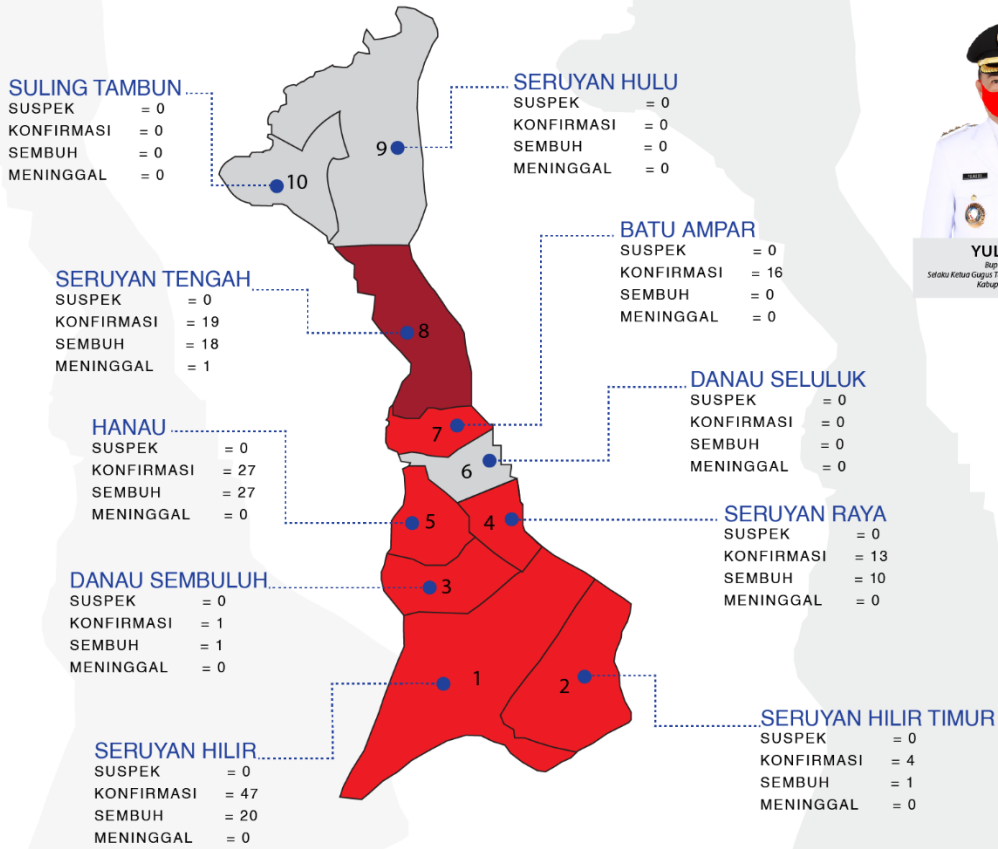 SULING TAMBUN
SUSPEK = 0
KONFIRMASI = 0
SEMBUH = 0
MENINGGAL = 0
SERUYAN HULU
SUSPEK = 0
KONFIRMASI = 0
SEMBUH = 0
MENINGGAL = 0
9
10
BATU AMPAR
SUSPEK = 0
KONFIRMASI = 16
SEMBUH = 0
MENINGGAL = 0
YUL
Bup
Selaku Ketua Gugus T
Kabup
SERUYAN TENGAH
SUSPEK = 0
KONFIRMASI = 19
SEMBUH = 18
MENINGGAL = 1
8
DANAU SELULUK
SUSPEK = 0
KONFIRMASI = 0
SEMBUH = 0
MENINGGAL = 0
HANAU
SUSPEK = 0
KONFIRMASI = 27
SEMBUH = 27
MENINGGAL = 0
7
6
5
4
SERUYAN RAYA
SUSPEK = 0
KONFIRMASI = 13
SEMBUH = 10
MENINGGAL = 0
DANAU SEMBULUH
SUSPEK = 0
KONFIRMASI = 1
SEMBUH = 1
MENINGGAL = 0
3
1
2
SERUYAN HILIR TIMUR
SUSPEK = 0
KONFIRMASI = 4
SEMBUH = 1
MENINGGAL = 0
SERUYAN HILIR
SUSPEK = 0
KONFIRMASI = 47
SEMBUH = 20
MENINGGAL = 0